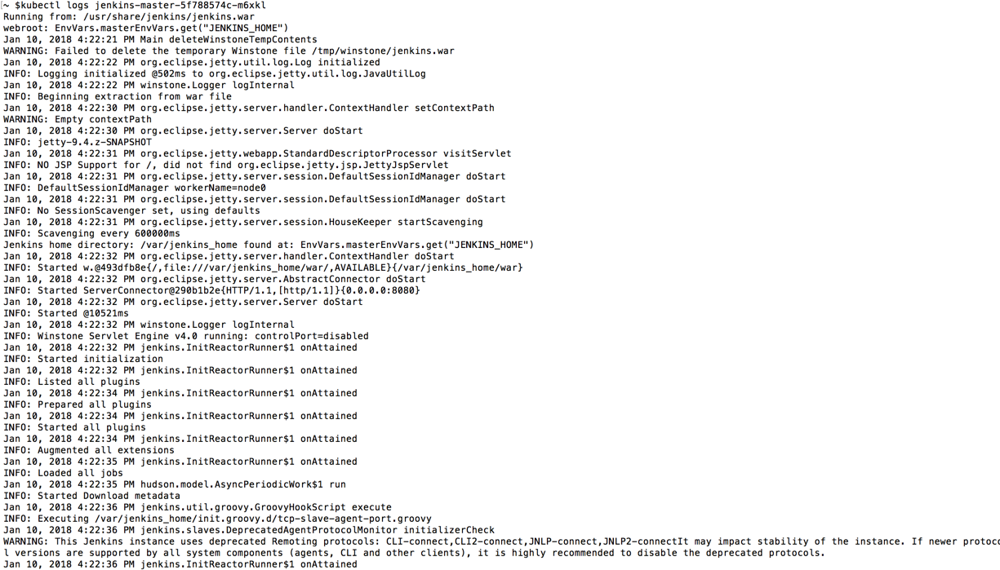 [~ $kubectl logs jenkins-master-5f788574c-m6xkl
Running from: /usr/share/jenkins/jenkins.war
webroot: EnvVars.masterEnvVars.get("JENKINS_HOME")
Jan 10, 2018 4:22:21 PM Main deleteWinstoneTempContents
WARNING: Failed to delete the temporary Winstone file /tmp/winstone/jenkins.war
Jan 10, 2018 4:22:22 PM org.eclipse.jetty.util.log.Log initialized
INFO: Logging initialized @502ms to org.eclipse.jetty.util.log.JavaUtilLog
Jan 10, 2018 4:22:22 PM winstone.Logger logInternal
INFO: Beginning extraction from war file
Jan 10, 2018 4:22:30 PM org.eclipse.jetty.server.handler.ContextHandler setContextPath
WARNING: Empty contextPath
Jan 10, 2018 4:22:30 PM org.eclipse.jetty.server.Server doStart
INFO: jetty-9.4.z-SNAPSHOT
Jan 10, 2018 4:22:31 PM org.eclipse.jetty.webapp.StandardDescriptorProcessor visitServlet
INFO: NO JSP Support for /, did not find org.eclipse.jetty.jsp.JettyJspServlet
Jan 10, 2018 4:22:31 PM org.eclipse.jetty.server.session.DefaultSessionIdManager doStart
INFO: DefaultSessionIdManager workerName=node0
Jan 10, 2018 4:22:31 PM org.eclipse.jetty.server.session.DefaultSessionIdManager doStart
INFO: No SessionScavenger set, using defaults
Jan 10, 2018 4:22:31 PM org.eclipse.jetty.server.session.HouseKeeper startScavenging
INFO: Scavenging every 600000ms
Jenkins home directory: /var/jenkins_home found at: EnvVars.masterEnvVars.get("JENKINS_HOME")
Jan 10, 2018 4:22:32 PM org.eclipse.jetty.server.handler.ContextHandler doStart
INFO: Started w.@493dfb8e{/,file:///var/jenkins_home/war/,AVAILABLE}{/var/jenkins_home/war}
Jan 10, 2018 4:22:32 PM org.eclipse.jetty.server.AbstractConnector doStart
INFO: Started ServerConnector@290b1b2e{HTTP/1.1,[http/1.1]}{0.0.0.0:8080}
Jan 10, 2018 4:22:32 PM org.eclipse.jetty.server.Server doStart
INFO: Started @10521ms
Jan 10, 2018 4:22:32 PM winstone.Logger logInternal
INFO: Winstone Servlet Engine v4.0 running: controlPort=disabled
Jan 10, 2018 4:22:32 PM jenkins.InitReactorRunner$1 onAttained
INFO: Started initialization
Jan 10, 2018 4:22:32 PM jenkins.InitReactorRunner$1 onAttained
INFO: Listed all plugins
Jan 10, 2018 4:22:34 PM jenkins.InitReactorRunner$1 onAttained
INFO: Prepared all plugins
Jan 10, 2018 4:22:34 PM jenkins.InitReactorRunner$1 onAttained
INFO: Started all plugins
Jan 10, 2018 4:22:34 PM jenkins.InitReactorRunner$1 onAttained
INFO: Augmented all extensions
Jan 10, 2018 4:22:35 PM jenkins.InitReactorRunner$1 onAttained
INFO: Loaded all jobs
Jan 10, 2018 4:22:35 PM hudson.model.AsyncPeriodicWork$1 run
INFO: Started Download metadata
Jan 10, 2018 4:22:36 PM jenkins.util.groovy.GroovyHookScript execute
INFO: Executing /var/jenkins_home/init.groovy.d/tcp-slave-agent-port.groovy
Jan 10, 2018 4:22:36 PM jenkins.slaves.DeprecatedAgentProtocolMonitor initializerCheck
WARNING: This Jenkins instance uses deprecated Remoting protocols: CLI-connect,CLI2-connect,JNLP-connect,JNLP2-connectIt may impact stability of the instance. If newer protoco
l versions are supported by all system components (agents, CLI and other clients), it is highly recommended to disable the deprecated protocols.
Jan 10, 2018 4:22:36 PM jenkins.InitReactorRunner$1 onAttained